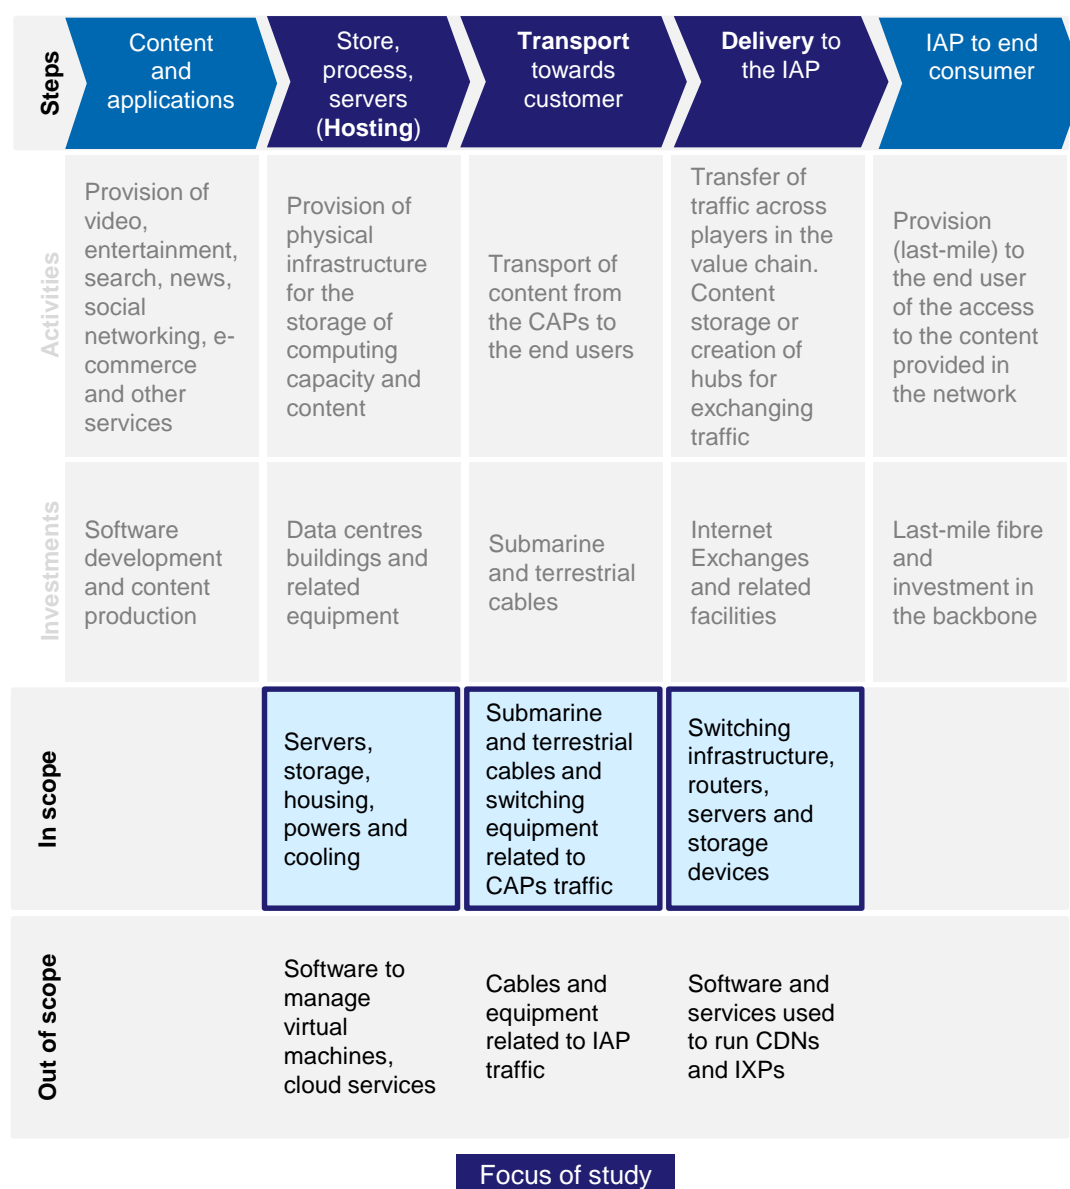 Steps
Content
and
applications
Store,
process,
servers
(Hosting)
Transport
towards
customer
Delivery to
the IAP
IAP to end
consumer
Activities
Provision of
video,
entertainment,
search, news,
social
networking, e-
commerce
and other
services
Provision of
physical
infrastructure
for the
storage of
computing
capacity and
content
Transport of
content from
the CAPs to
the end users
Transfer of
traffic across
players in the
value chain.
Content
storage or
creation of
hubs for
exchanging
traffic
Provision
(last-mile) to
the end user
of the access
to the content
provided in
the network
Investments
Software
development
and content
production
Data centres
buildings and
related
equipment
Submarine
and terrestrial
cables
Internet
Exchanges
and related
facilities
Last-mile fibre
and
investment in
the backbone
In scope
Servers,
storage,
housing,
powers and
cooling
Submarine
and terrestrial
cables and
switching
equipment
related to
CAPs traffic
Switching
infrastructure,
routers,
servers and
storage
devices
Out of scope
Software to
manage
virtual
machines,
cloud services
Cables and
equipment
related to IAP
traffic
Software and
services used
to run CDNs
and IXPs
Focus of study